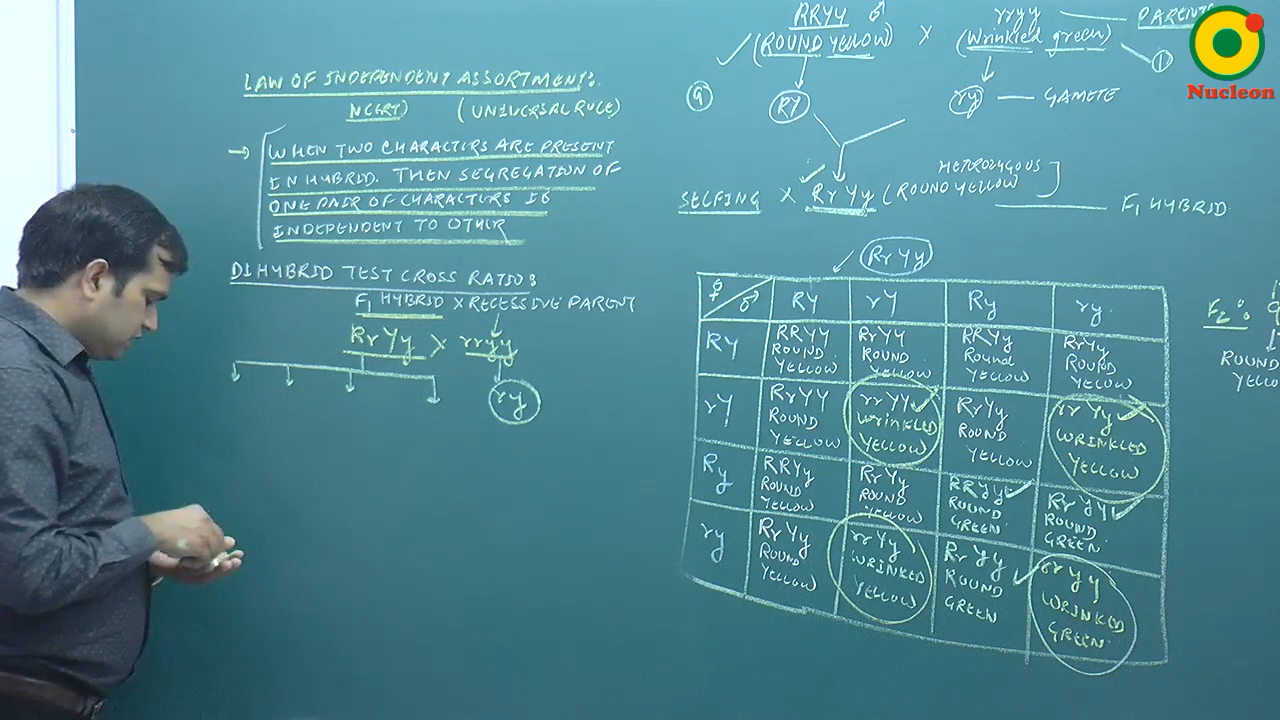 LAW OF INDEPENDENT ASSORTMENT:
NCERT) (UNIVERSAL RULE)
→ WHEN TWO CHARACTERS ARE PRESENT
IN HYBRID. THEN SEGREGATION OF
ONE PAIR OF CHARACTERS IS
INDEPENDENT TO OTHER
DIHYBRID TEST CROSS RATIO:
F1 HYBRID X RECESSIVE PARENT
RrYy X rryy
ry
RRYY ♂ rryy PARENTS
(ROUND YELLOW) X (Wrinkled green) ①
RY ry GAMETE
SELFING X RrYy (ROUND YELLOW
HETEROZYGOUS
F1 HYBRID
RrYy
♀ ♂ RY rY Ry ry
RY RRYY RrYY RRYy RrYy
ROUND ROUND Round ROUND
YELLOW YELLOW YELLOW YELLOW
rY RrYY rrYY RrYy rrYy
ROUND Wrinkled ROUND WRINKLED
YELLOW YELLOW YELLOW YELLOW
Ry RRYy RrYy RRyy Rryy
ROUND ROUND ROUND ROUND
YELLOW YELLOW GREEN GREEN
ry RrYy rrYy Rryy rryy
ROUND WRINKLED ROUND WRINKLED
YELLOW YELLOW GREEN GREEN
F2:
ROUND
Nucleon